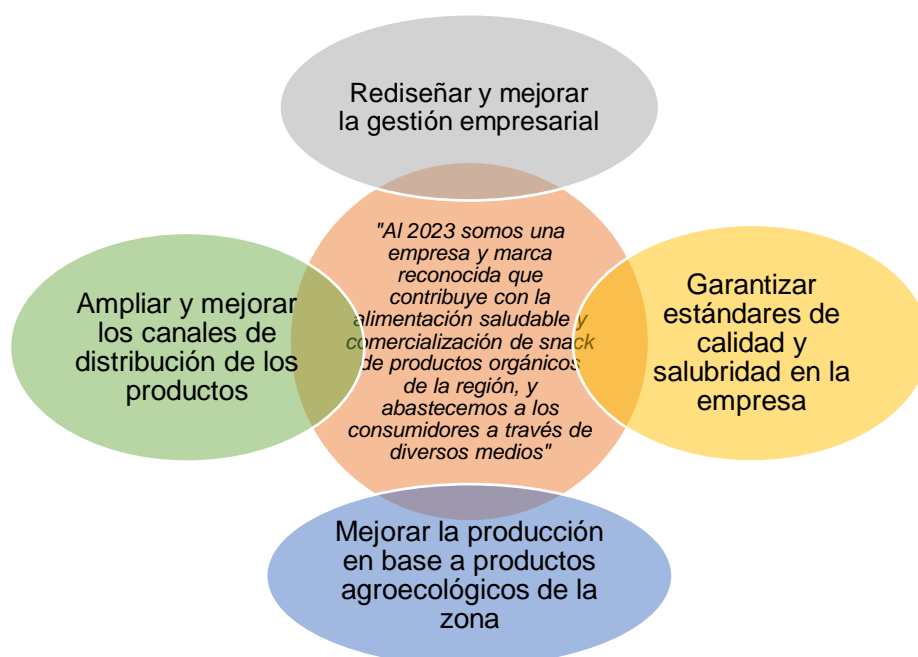 Rediseñar y mejorar
la gestión empresarial
"Al 2023 somos una
empresa y marca
reconocida que
contribuye con la
alimentación saludable y
comercialización de snack
de productos orgánicos
de la región, y
abastecemos a los
consumidores a través de
diversos medios"
Ampliar y mejorar
los canales de
distribución de los
productos
Garantizar
estándares de
calidad y
salubridad en la
empresa
Mejorar la producción
en base a productos
agroecológicos de la
zona